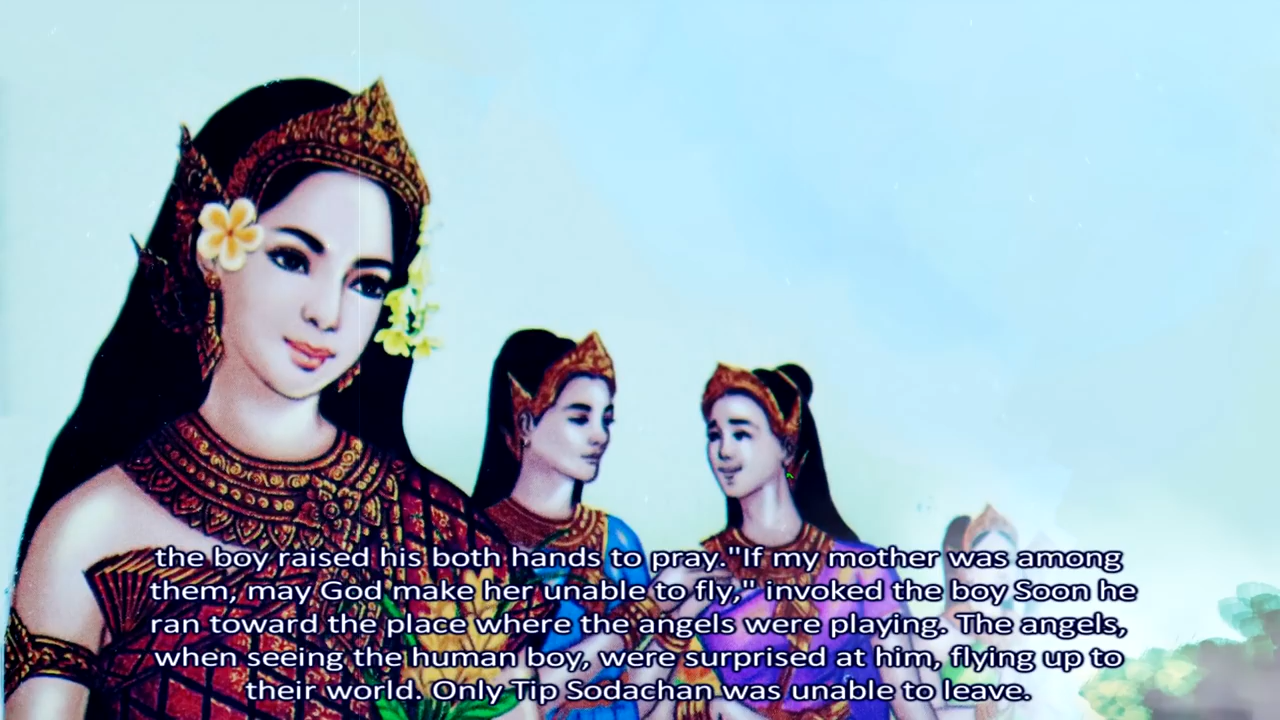 the boy raised his both hands to pray."If my mother was among
them, may God make her unable to fly," invoked the boy Soon he
ran toward the place where the angels were playing. The angels,
when seeing the human boy, were surprised at him, flying up to
their world. Only Tip Sodachan was unable to leave.